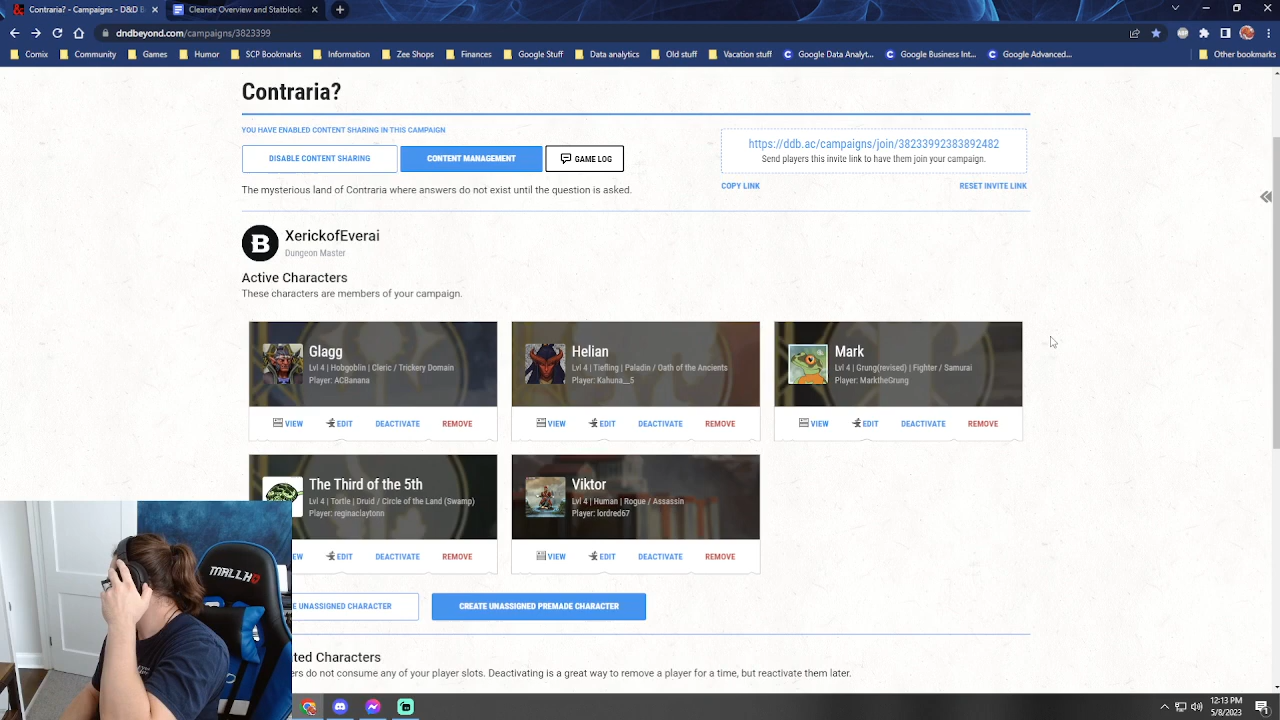 Contraria? - Campaigns - D&D B
Cleanse Overview and Description
dndbeyond.com/campaigns/3823399
Comix
Community
Games
Humor
SCP Bookmarks
Zee Shops
Finances
Google Stuff
Data analytics
Old stuff
Vacation stuff
Google Data Analyt...
Google Business Int...
Google Advanced...
Other bookmarks
Contraria?
YOU HAVE ENABLED CONTENT SHARING IN THIS CAMPAIGN
DISABLE CONTENT SHARING
CONTENT MANAGEMENT
GAME LOG
https://ddb.ac/campaigns/join/38233992383892482
Send players this invite link to have them join your campaign.
COPY LINK
RESET INVITE LINK
The mysterious land of Contraria where answers do not exist until the question is asked.
B
XerickofEverai
Dungeon Master
Active Characters
These characters are members of your campaign.
Glagg
Lvl 4 | Hobgoblin | Cleric / Trickery Domain
Player: ACBanana
VIEW EDIT DEACTIVATE REMOVE
Helian
Lvl 4 | Tiefling | Paladin / Oath of the Ancients
Player: Kahuna__5
VIEW EDIT DEACTIVATE REMOVE
Mark
Lvl 4 | Grung(revised) | Fighter / Samurai
Player: MarktheGrung
VIEW EDIT DEACTIVATE REMOVE
The Third of the 5th
Lvl 4 | Tortle | Druid / Circle of the Land (Swamp)
Player: reginaclaytonn
EW EDIT DEACTIVATE REMOVE
Viktor
Lvl 4 | Human | Rogue / Assassin
Player: lordred67
VIEW EDIT DEACTIVATE REMOVE
E UNASSIGNED CHARACTER
CREATE UNASSIGNED PREMADE CHARACTER
ted Characters
ers do not consume any of your player slots. Deactivating is a great way to remove a player for a time, but reactivate them later.
12:13 PM
5/8/2023